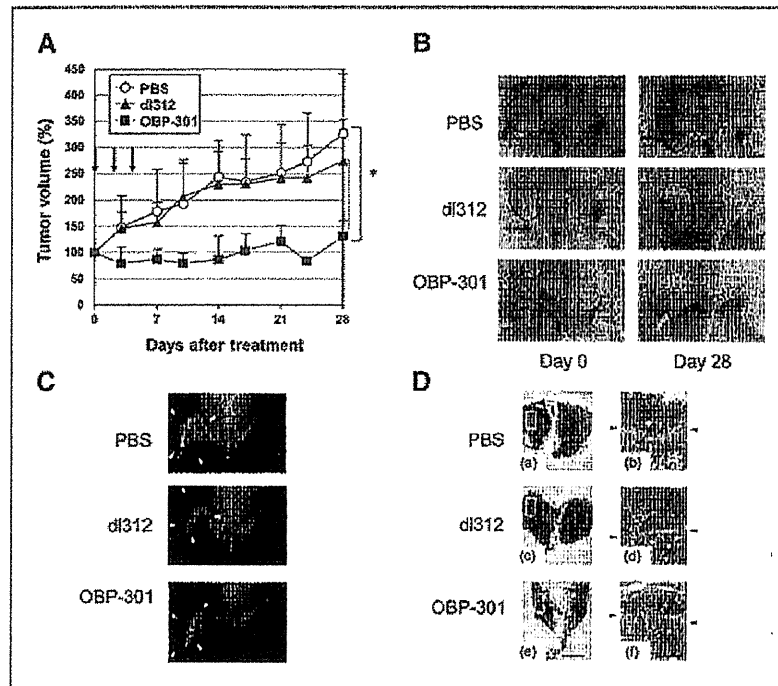 A
450
400
350
300
250
200
150
100
50
0
Tumor volume (%)
PBS
dl312
OBP-301
*
0 7 14 21 28
Days after treatment
B
PBS
dl312
OBP-301
Day 0 Day 28
C
PBS
dl312
OBP-301
D
PBS
(a) (b)
dl312
(c) (d)
OBP-301
(e) (f)